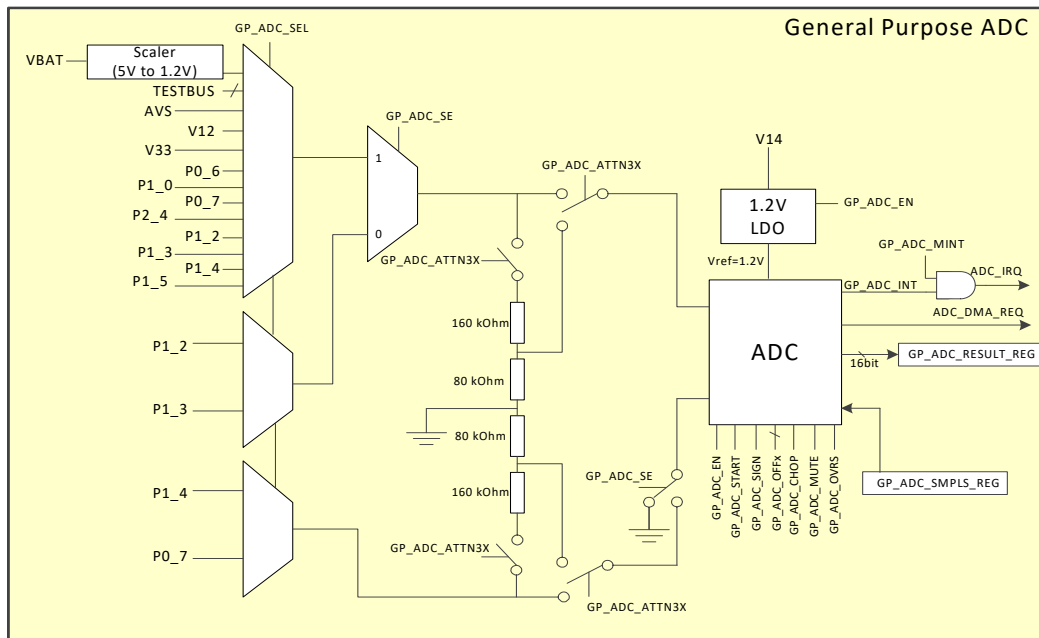 General Purpose ADC
GP_ADC_SEL
VBAT
Scaler
(5V to 1.2V)
TESTBUS
AVS
V12
V33
P0_6
P1_0
P0_7
P2_4
P1_2
P1_3
P1_4
P1_5
GP_ADC_SE
1
0
P1_2
P1_3
P1_4
P0_7
GP_ADC_ATTN3X
GP_ADC_ATTN3X
160 kOhm
80 kOhm
80 kOhm
160 kOhm
GP_ADC_ATTN3X
GP_ADC_ATTN3X
GP_ADC_SE
V14
1.2V
LDO
GP_ADC_EN
Vref=1.2V
ADC
GP_ADC_MINT
GP_ADC_INT
ADC_IRQ
ADC_DMA_REQ
16bit
GP_ADC_RESULT_REG
GP_ADC_SMPLS_REG
GP_ADC_EN
GP_ADC_START
GP_ADC_SIGN
GP_ADC_OFFx
GP_ADC_CHOP
GP_ADC_MUTE
GP_ADC_OVRS